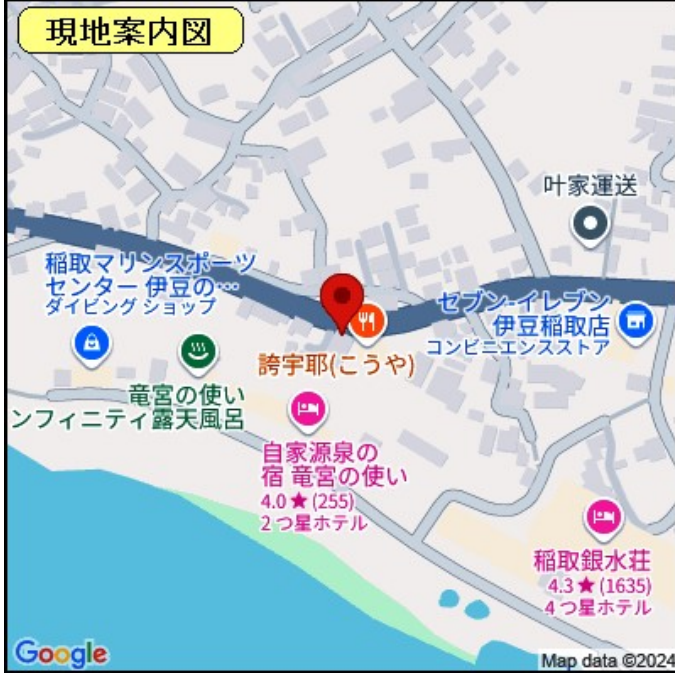 現地案内図
叶家運送
稲取マリンスポーツ
センター 伊豆の…
ダイビング ショップ
セブン-イレブン
伊豆稲取店
コンビニエンスストア
誇宇耶(こうや)
竜宮の使い
ンフィニティ露天風呂
自家源泉の
宿 竜宮の使い
4.0★(255)
2つ星ホテル
稲取銀水荘
4.3★(1635)
4つ星ホテル
Google
Map data ©2024